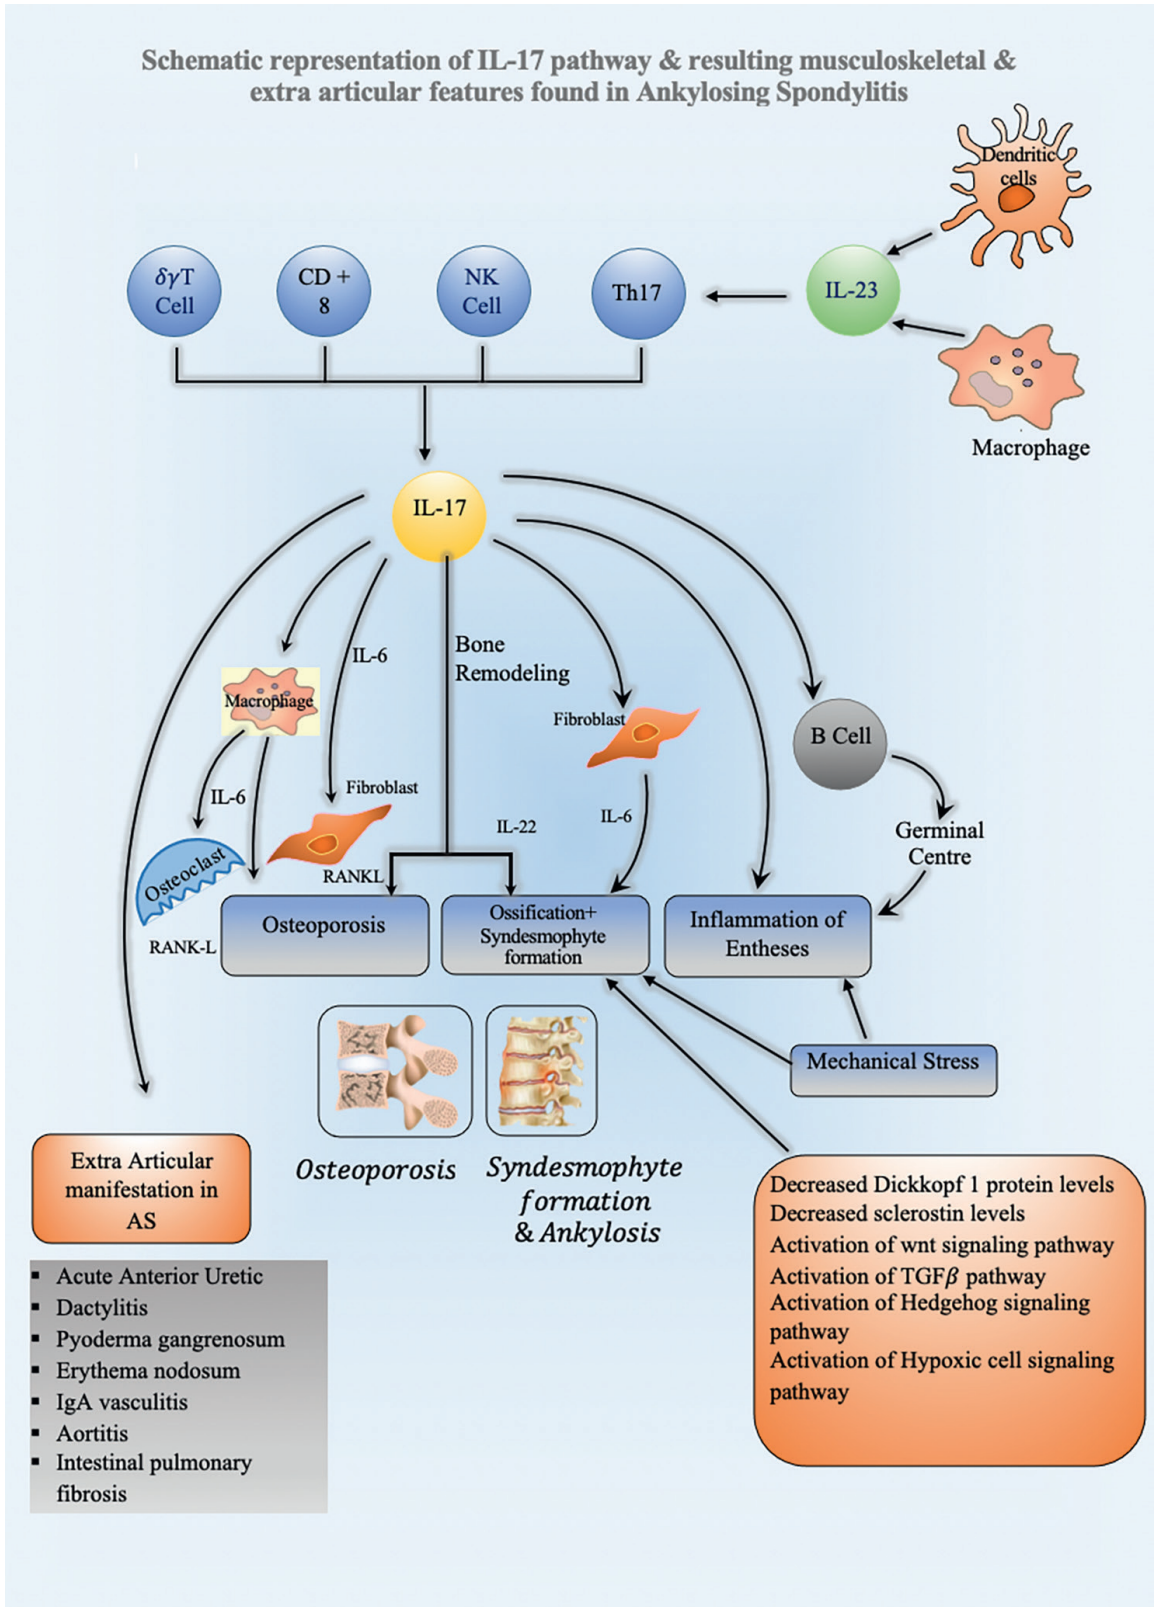 Schematic representation of IL-17 pathway & resulting musculoskeletal &
extra articular features found in Ankylosing Spondylitis
Dendritic
cells
δγT
Cell
CD +
8
NK
Cell
Th17
IL-23
Macrophage
IL-17
Bone
Remodeling
IL-6
Macrophage
Fibroblast
B Cell
IL-6
Fibroblast
IL-22
IL-6
Germinal
Centre
Osteoclast
RANKL
RANK-L
Osteoporosis
Ossification+
Syndesmophyte
formation
Inflammation of
Entheses
Mechanical Stress
Osteoporosis
Syndesmophyte
formation
& Ankylosis
Extra Articular
manifestation in
AS
▪ Acute Anterior Uretic
▪ Dactylitis
▪ Pyoderma gangrenosum
▪ Erythema nodosum
▪ IgA vasculitis
▪ Aortitis
▪ Intestinal pulmonary
fibrosis
Decreased Dickkopf 1 protein levels
Decreased sclerostin levels
Activation of wnt signaling pathway
Activation of TGFβ pathway
Activation of Hedgehog signaling
pathway
Activation of Hypoxic cell signaling
pathway